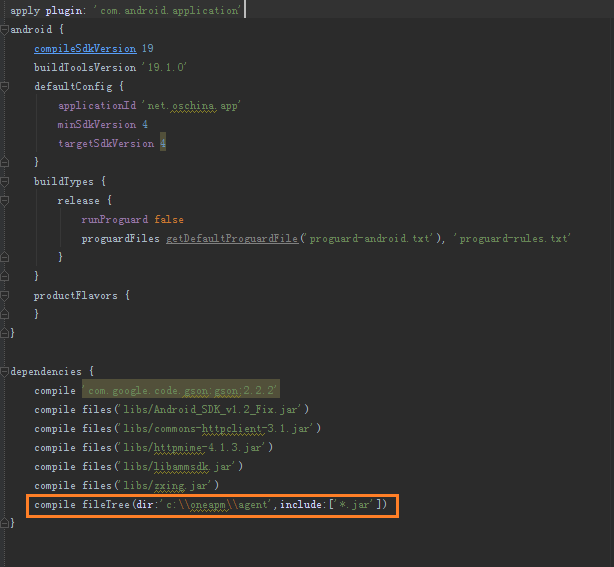 apply plugin: 'com.android.application'
android {
compileSdkVersion 19
buildToolsVersion '19.1.0'
defaultConfig {
applicationId 'net.oschina.app'
minSdkVersion 4
targetSdkVersion 4
}
buildTypes {
release {
runProguard false
proguardFiles getDefaultProguardFile('proguard-android.txt'), 'proguard-rules.txt'
}
}
productFlavors {
}
}
dependencies {
compile 'com.google.code.gson:gson:2.2.2'
compile files('libs/Android_SDK_v1.2_Fix.jar')
compile files('libs/commons-httpclient-3.1.jar')
compile files('libs/httpmime-4.1.3.jar')
compile files('libs/libammsdk.jar')
compile files('libs/zxing.jar')
compile fileTree(dir:'c:\\oneapm\\agent',include:['*.jar'])
}